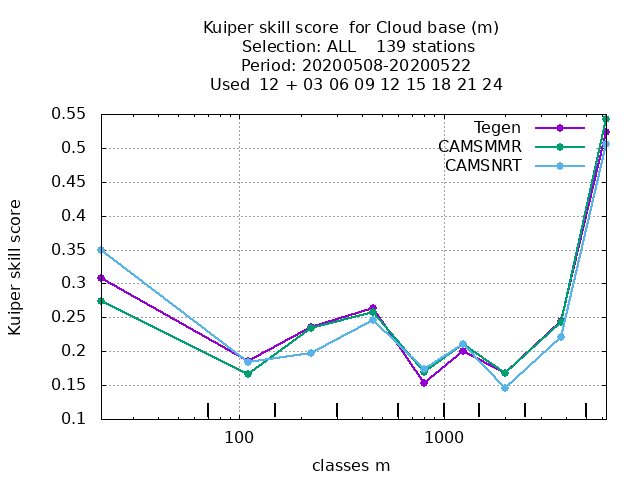 Kuiper skill score  for Cloud base (m)
Selection: ALL    139 stations
Period: 20200508-20200522
Used  12 + 03 06 09 12 15 18 21 24
Tegen
CAMSMMR
CAMSNRT
0.55
0.5
0.45
0.4
0.35
0.3
0.25
0.2
0.15
0.1
Kuiper skill score
100 1000
classes m